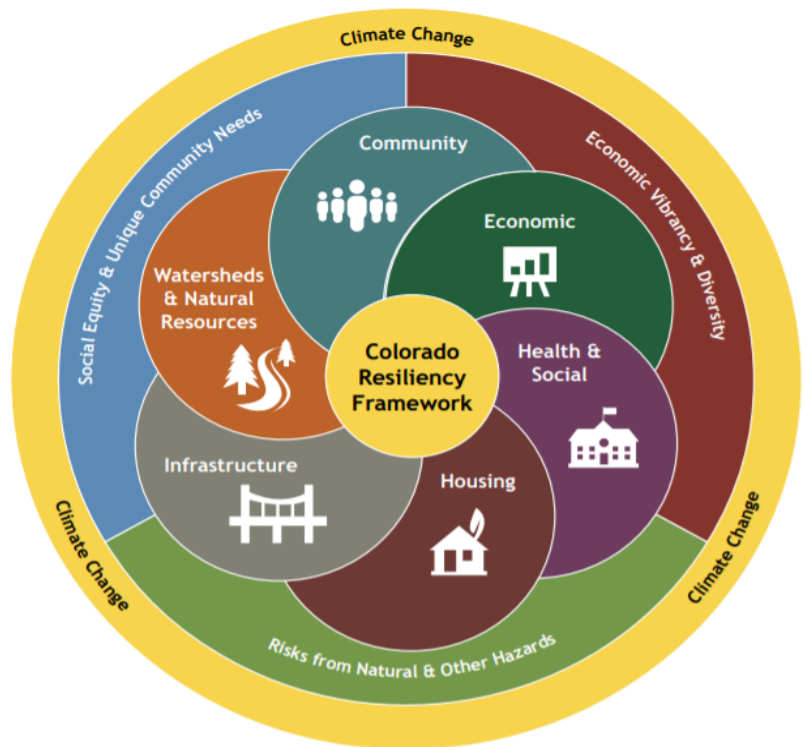 Climate Change
Social Equity & Unique Community Needs
Economic Vibrancy & Diversity
Community
Economic
Watersheds
& Natural
Resources
Colorado
Resiliency
Framework
Health &
Social
Infrastructure
Housing
Climate Change
Climate Change
Risks from Natural & Other Hazards